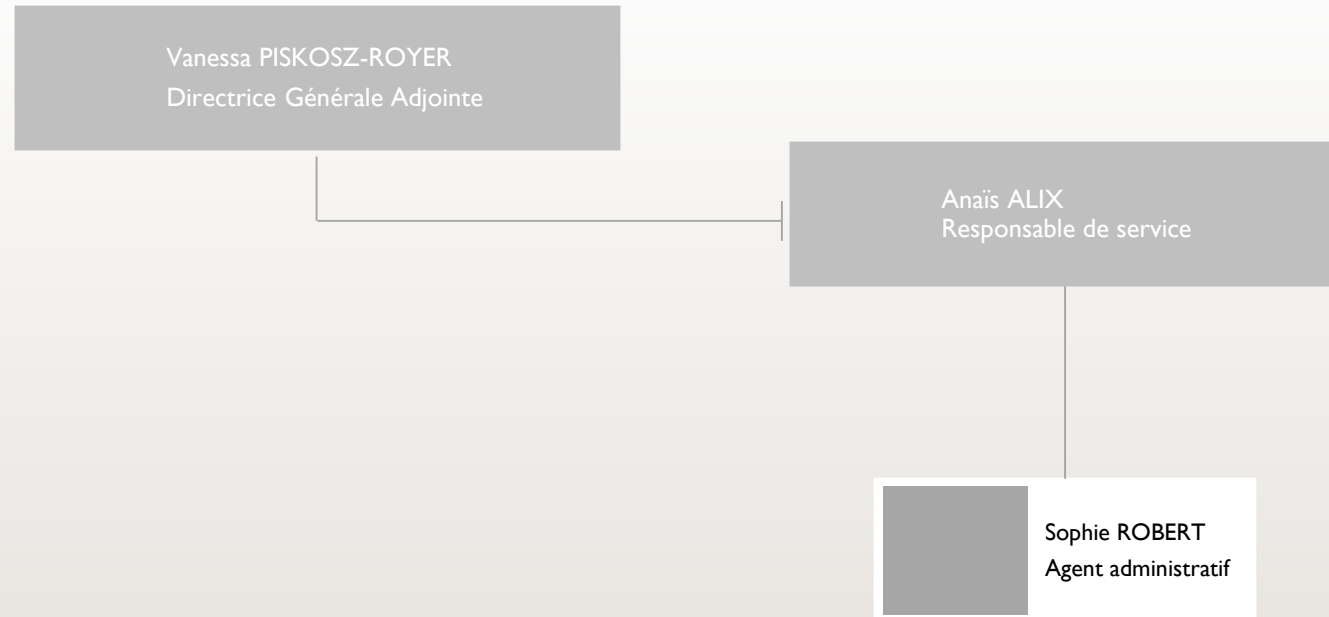 Vanessa PISKOSZ-ROYER
Directrice Générale Adjointe
Anaïs ALIX
Responsable de service
Sophie ROBERT
Agent administratif